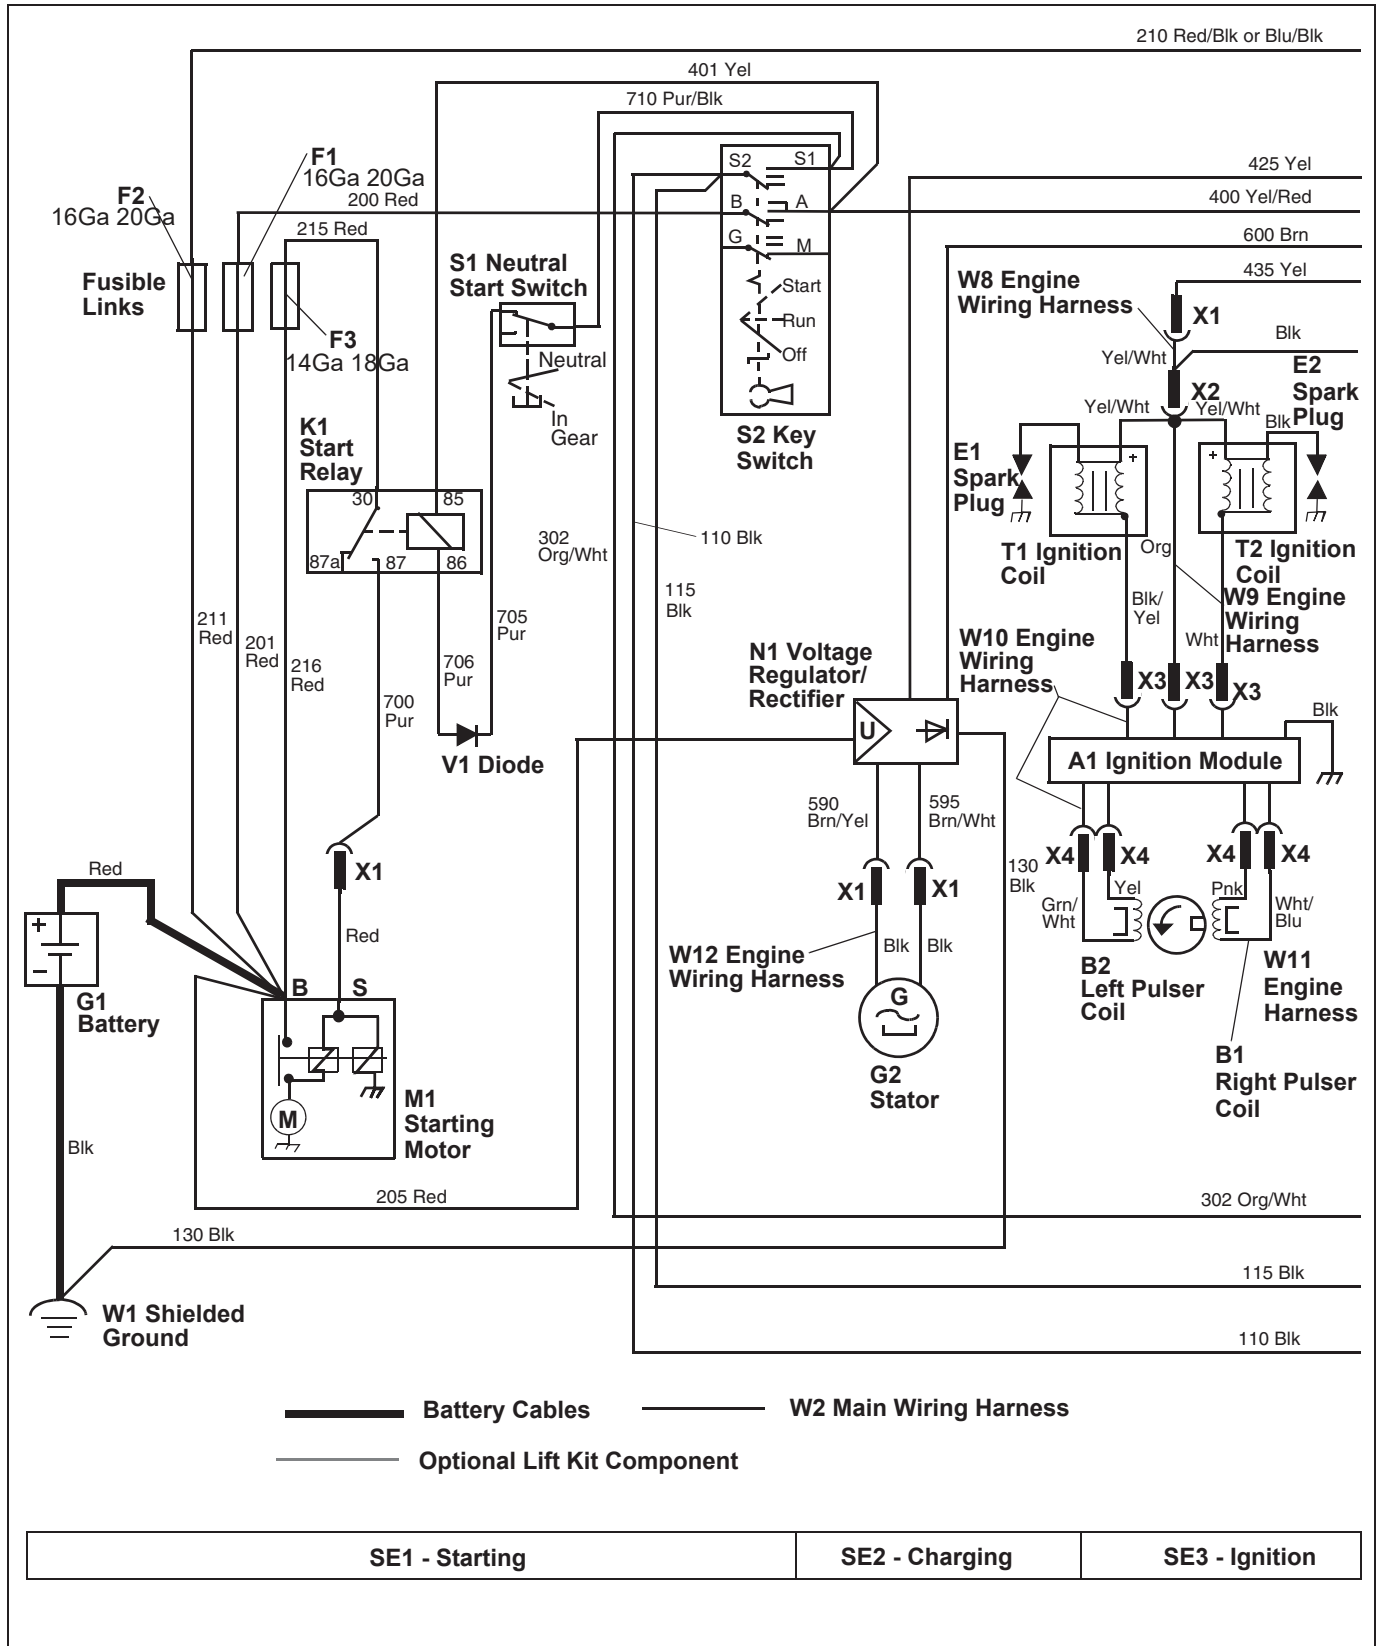 210 Red/Blk or Blu/Blk
401 Yel
710 Pur/Blk
F1
16Ga 20Ga
F2
16Ga 20Ga
200 Red
215 Red
S2
S1
B
A
G
M
Start
Run
Off
S2 Key
Switch
425 Yel
400 Yel/Red
600 Brn
435 Yel
Fusible
Links
F3
14Ga 18Ga
S1 Neutral
Start Switch
Neutral
In
Gear
W8 Engine
Wiring Harness
X1
Blk
Yel/Wht
X2
Yel/Wht
Yel/Wht
Blk
E2
Spark
Plug
E1
Spark
Plug
+
+
K1
Start
Relay
30
85
87a
87
86
302
Org/Wht
110 Blk
115
Blk
T1 Ignition
Coil
Org
T2 Ignition
Coil
Blk/
Yel
Wht
W9 Engine
Wiring
Harness
W10 Engine
Wiring
Harness
X3
X3
X3
Blk
211
Red
201
Red
216
Red
700
Pur
706
Pur
705
Pur
V1 Diode
N1 Voltage
Regulator/
Rectifier
U
A1 Ignition Module
590
Brn/Yel
595
Brn/Wht
X1
X1
130
Blk
X4
X4
X4
X4
Grn/
Wht
Yel
Pnk
Wht/
Blu
Red
X1
Red
+
–
G1
Battery
B
S
M
M1
Starting
Motor
W12 Engine
Wiring Harness
Blk
Blk
G
G2
Stator
B2
Left Pulser
Coil
W11
Engine
Harness
B1
Right Pulser
Coil
Blk
205 Red
302 Org/Wht
130 Blk
115 Blk
W1 Shielded
Ground
110 Blk
Battery Cables
W2 Main Wiring Harness
Optional Lift Kit Component
SE1 - Starting
SE2 - Charging
SE3 - Ignition